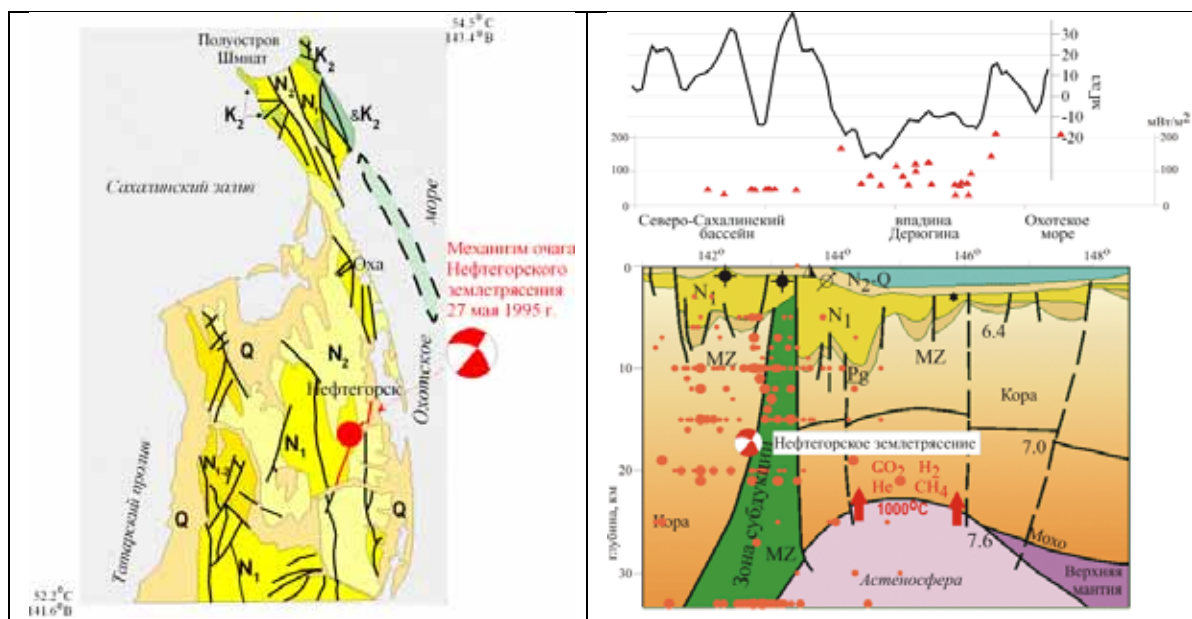 54.5° С
143.4° В
Полуостров
Шмидт
K₂
N₂
N₁
K₂
&K₂
Сахалинский залив
море
Оха
Механизм очага
Нефтегорского
землетрясения
27 мая 1995 г.
Q
N₂
Охотское
Нефтегорск
N₁
Татарский пролив
Q
Q
N₁
52.2° С
141.6° В
30
20
10
0
-20
мГал
мВт/м²
200
100
0
200
100
0
Северо-Сахалинский
бассейн
впадина
Дерюгина
Охотское
море
142°
144°
146°
148°
0
10
20
30
глубина, км
N₁
N₂-Q
N₁
MZ
Pg
MZ
6.4
Кора
Нефтегорское землетрясение
7.0
CO₂ H₂
He CH₄
1000°C
Кора
Зона субдукции
MZ
7.6
Мохо
Астеносфера
Верхняя
мантия